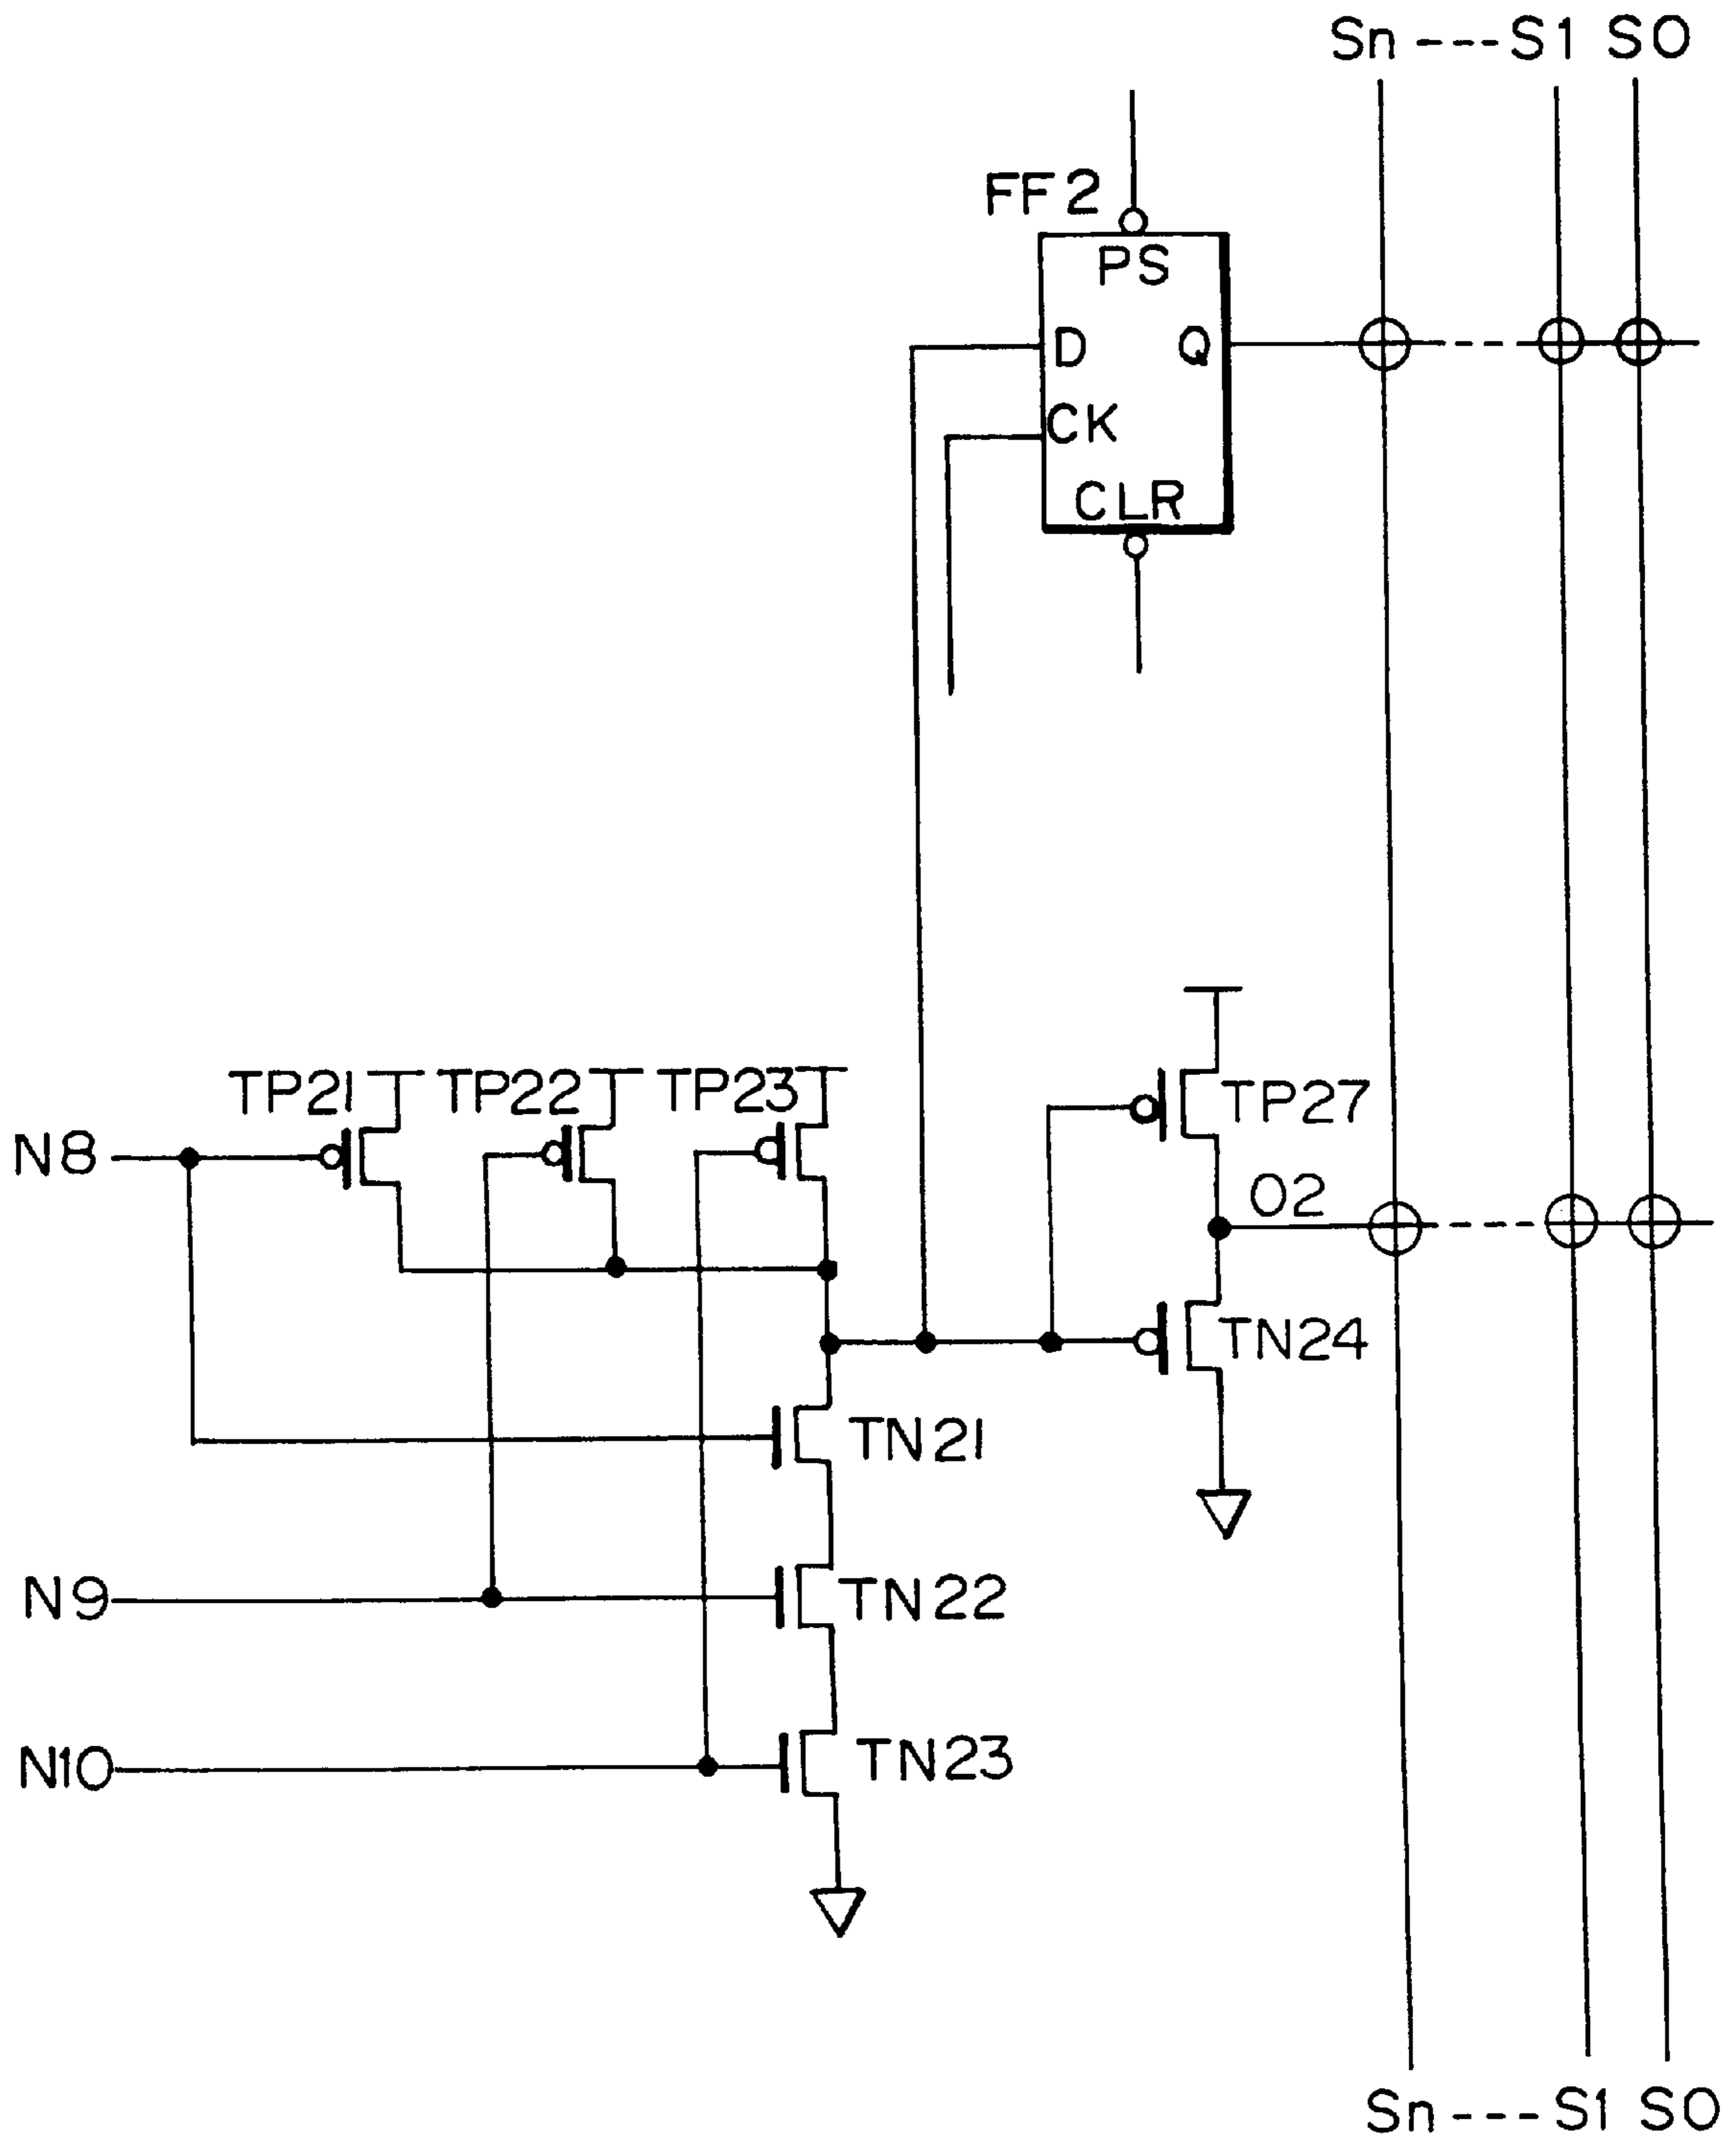 Sn ---S1 S0
FF2
PS
D Q
CK
CLR
TP21 TP22 TP23
TP27
N8
O2
TN24
TN21
N9
TN22
N10
TN23
Sn ---S1 S0